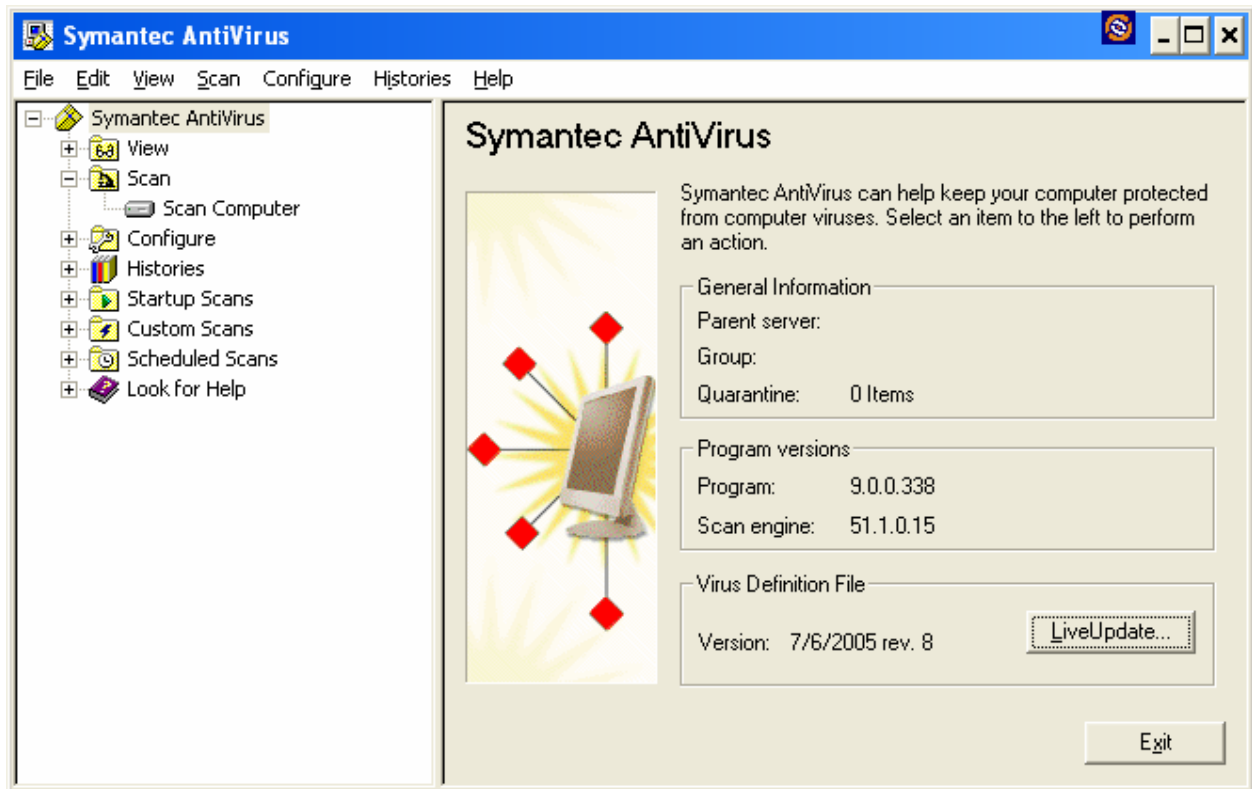 Symantec AntiVirus
File Edit View Scan Configure Histories Help
Symantec AntiVirus
View
Scan
Scan Computer
Configure
Histories
Startup Scans
Custom Scans
Scheduled Scans
Look for Help
Symantec AntiVirus
Symantec AntiVirus can help keep your computer protected
from computer viruses. Select an item to the left to perform
an action.
General Information
Parent server:
Group:
Quarantine: 0 Items
Program versions
Program: 9.0.0.338
Scan engine: 51.1.0.15
Virus Definition File
Version: 7/6/2005 rev. 8
LiveUpdate...
Exit